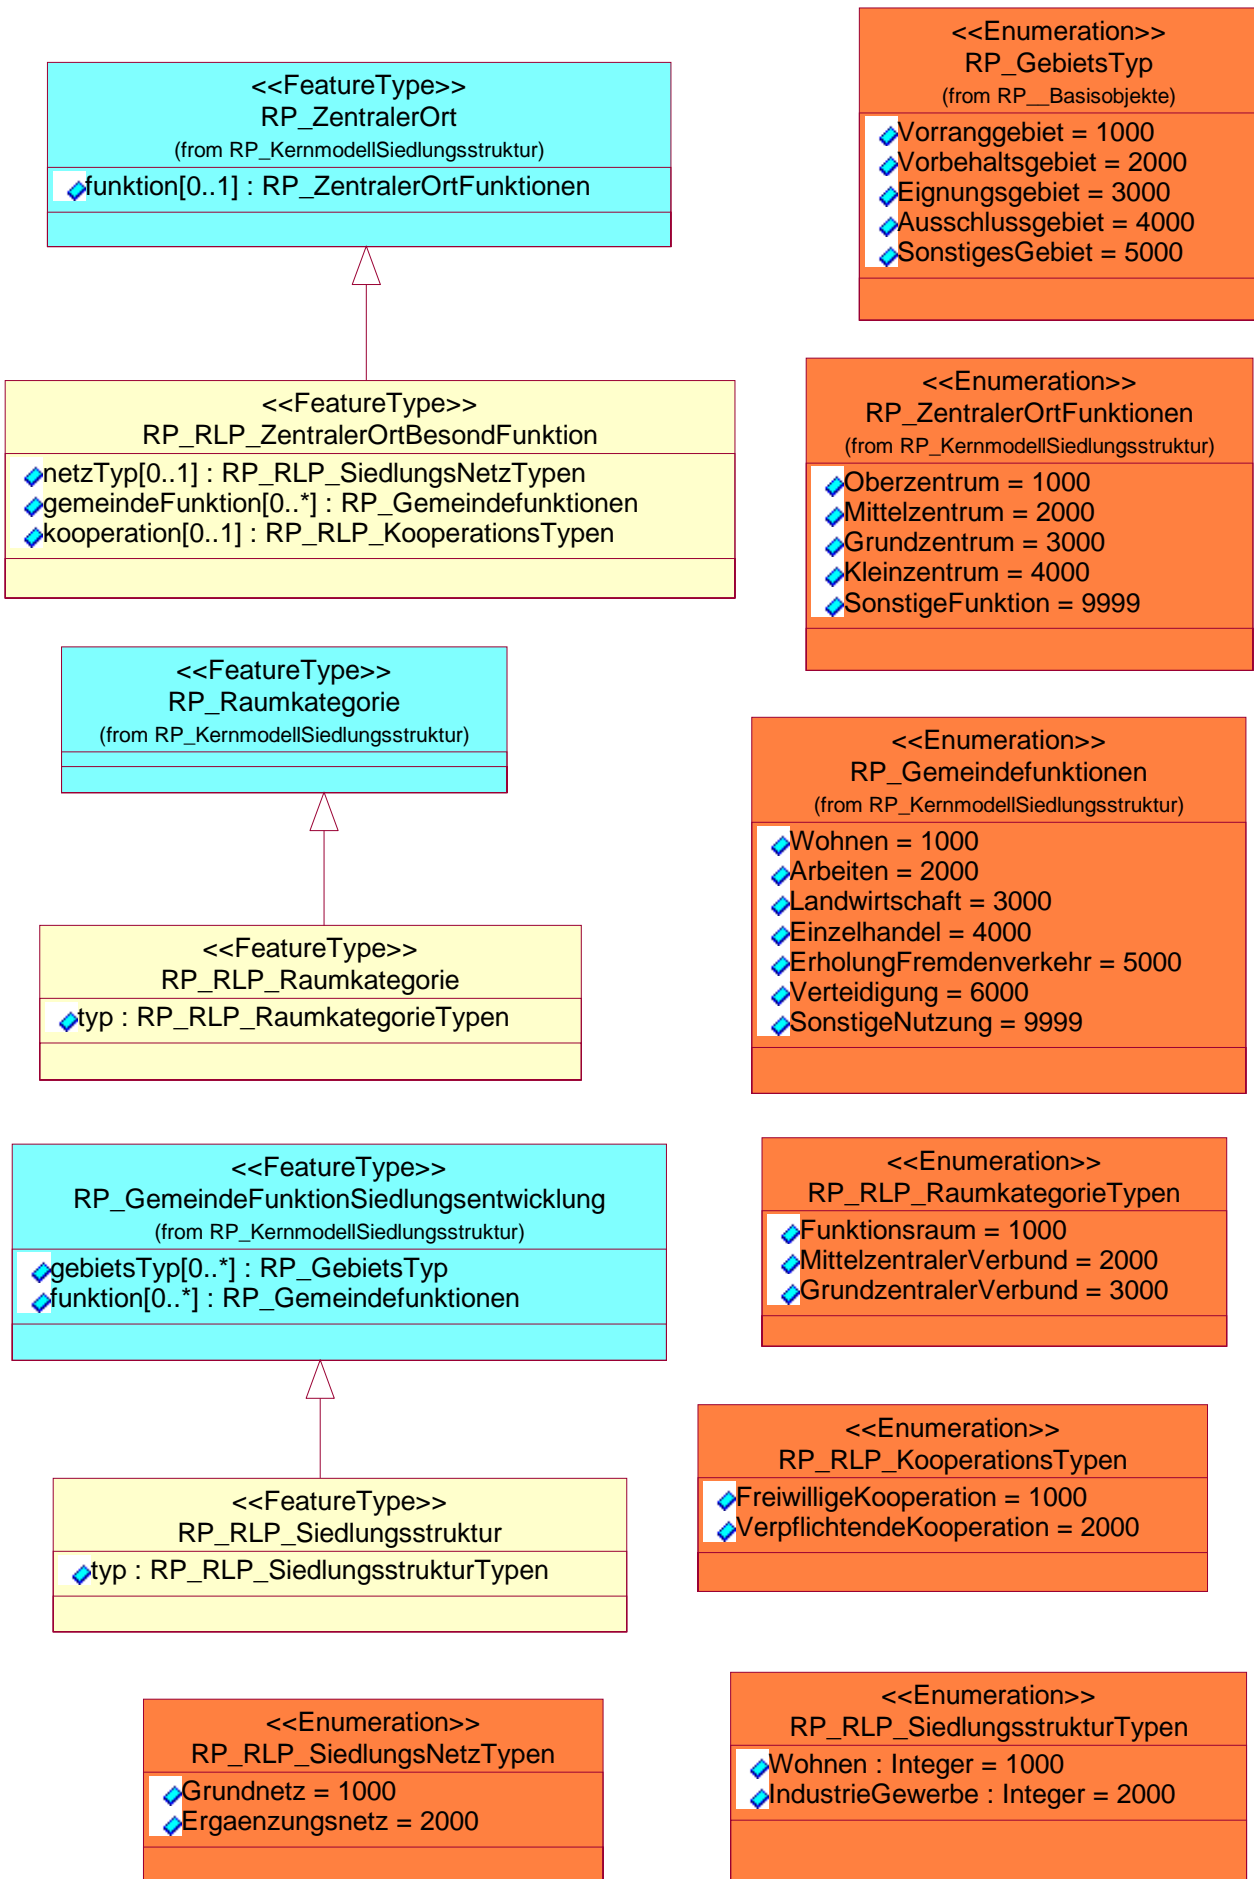 <<FeatureType>>
RP_ZentralerOrt
(from RP_KernmodellSiedlungsstruktur)
funktion[0..1] : RP_ZentralerOrtFunktionen
<<FeatureType>>
RP_RLP_ZentralerOrtBesondFunktion
netzTyp[0..1] : RP_RLP_SiedlungsNetzTypen
gemeindeFunktion[0..*] : RP_Gemeindefunktionen
kooperation[0..1] : RP_RLP_KooperationsTypen
<<FeatureType>>
RP_Raumkategorie
(from RP_KernmodellSiedlungsstruktur)
<<FeatureType>>
RP_RLP_Raumkategorie
typ : RP_RLP_RaumkategorieTypen
<<FeatureType>>
RP_GemeindeFunktionSiedlungsentwicklung
(from RP_KernmodellSiedlungsstruktur)
gebietsTyp[0..*] : RP_GebietsTyp
funktion[0..*] : RP_Gemeindefunktionen
<<FeatureType>>
RP_RLP_Siedlungsstruktur
typ : RP_RLP_SiedlungsstrukturTypen
<<Enumeration>>
RP_RLP_SiedlungsNetzTypen
Grundnetz = 1000
Ergaenzungsnetz = 2000
<<Enumeration>>
RP_GebietsTyp
(from RP__Basisobjekte)
Vorranggebiet = 1000
Vorbehaltsgebiet = 2000
Eignungsgebiet = 3000
Ausschlussgebiet = 4000
SonstigesGebiet = 5000
<<Enumeration>>
RP_ZentralerOrtFunktionen
(from RP_KernmodellSiedlungsstruktur)
Oberzentrum = 1000
Mittelzentrum = 2000
Grundzentrum = 3000
Kleinzentrum = 4000
SonstigeFunktion = 9999
<<Enumeration>>
RP_Gemeindefunktionen
(from RP_KernmodellSiedlungsstruktur)
Wohnen = 1000
Arbeiten = 2000
Landwirtschaft = 3000
Einzelhandel = 4000
ErholungFremdenverkehr = 5000
Verteidigung = 6000
SonstigeNutzung = 9999
<<Enumeration>>
RP_RLP_RaumkategorieTypen
Funktionsraum = 1000
MittelzentralerVerbund = 2000
GrundzentralerVerbund = 3000
<<Enumeration>>
RP_RLP_KooperationsTypen
FreiwilligeKooperation = 1000
VerpflichtendeKooperation = 2000
<<Enumeration>>
RP_RLP_SiedlungsstrukturTypen
Wohnen : Integer = 1000
IndustrieGewerbe : Integer = 2000